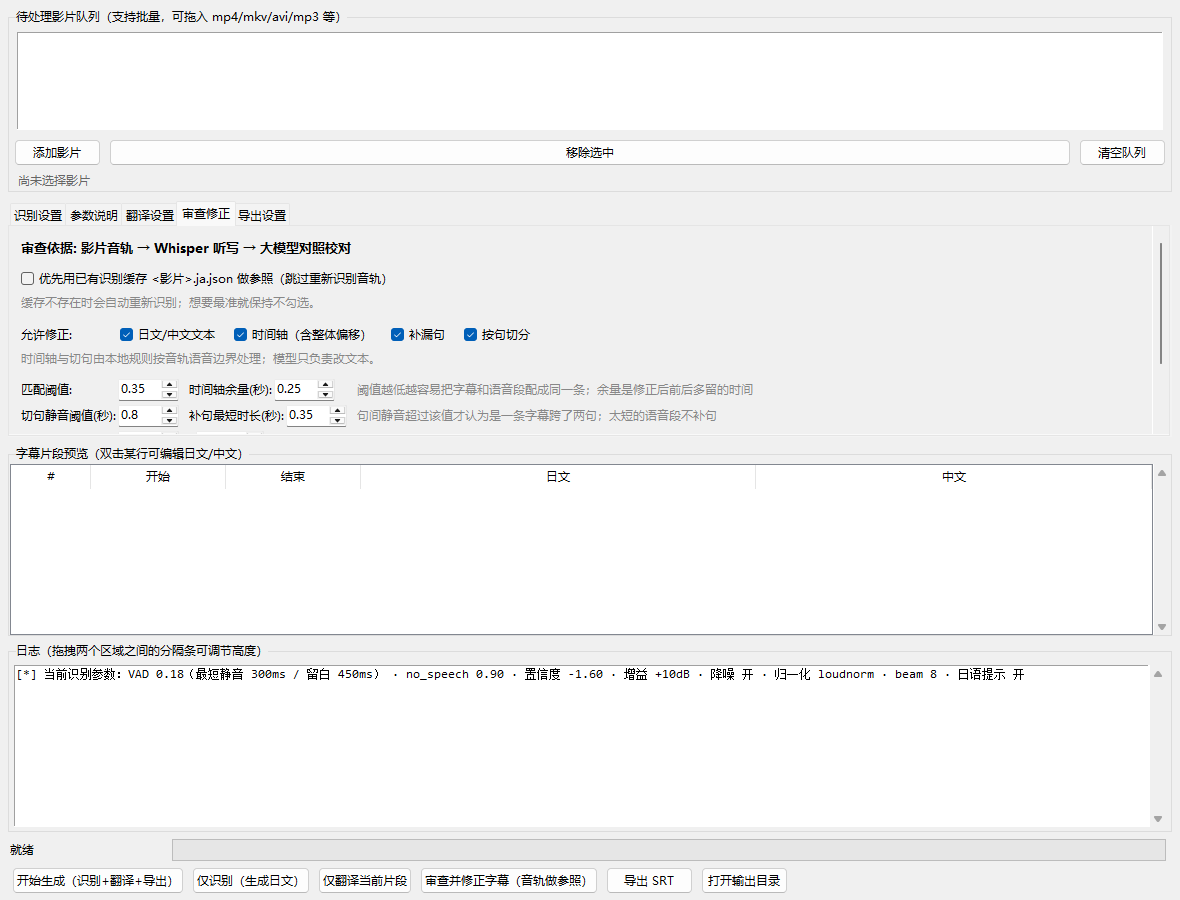 待处理影片队列（支持批量，可拖入 mp4/mkv/avi/mp3 等）
添加影片 移除选中 清空队列
尚未选择影片
识别设置 参数说明 翻译设置 审查修正 导出设置
审查依据: 影片音轨 → Whisper 听写 → 大模型对照校对
优先用已有识别缓存 <影片>.ja.json 做参照（跳过重新识别音轨）
缓存不存在时会自动重新识别；想要最准就保持不勾选。
允许修正: 日文/中文文本 时间轴（含整体偏移） 补漏句 按句切分
时间轴与切句由本地规则按音轨语音边界处理；模型只负责改文本。
匹配阈值: 0.35 时间轴余量(秒): 0.25 阈值越低越容易把字幕和语音段配成同一条；余量是修正后前后多留的时间
切句静音阈值(秒): 0.8 补句最短时长(秒): 0.35 句间静音超过该值才认为是一条字幕跨了两句；太短的语音段不补句
字幕片段预览（双击某行可编辑日文/中文）
# 开始 结束 日文 中文
日志（拖拽两个区域之间的分隔条可调节高度）
[*] 当前识别参数: VAD 0.18（最短静音 300ms / 留白 450ms） · no_speech 0.90 · 置信度 -1.60 · 增益 +10dB · 降噪 开 · 归一化 loudnorm · beam 8 · 日语提示 开
就绪
开始生成（识别+翻译+导出） 仅识别（生成日文） 仅翻译当前片段 审查并修正字幕（音轨做参照） 导出 SRT 打开输出目录